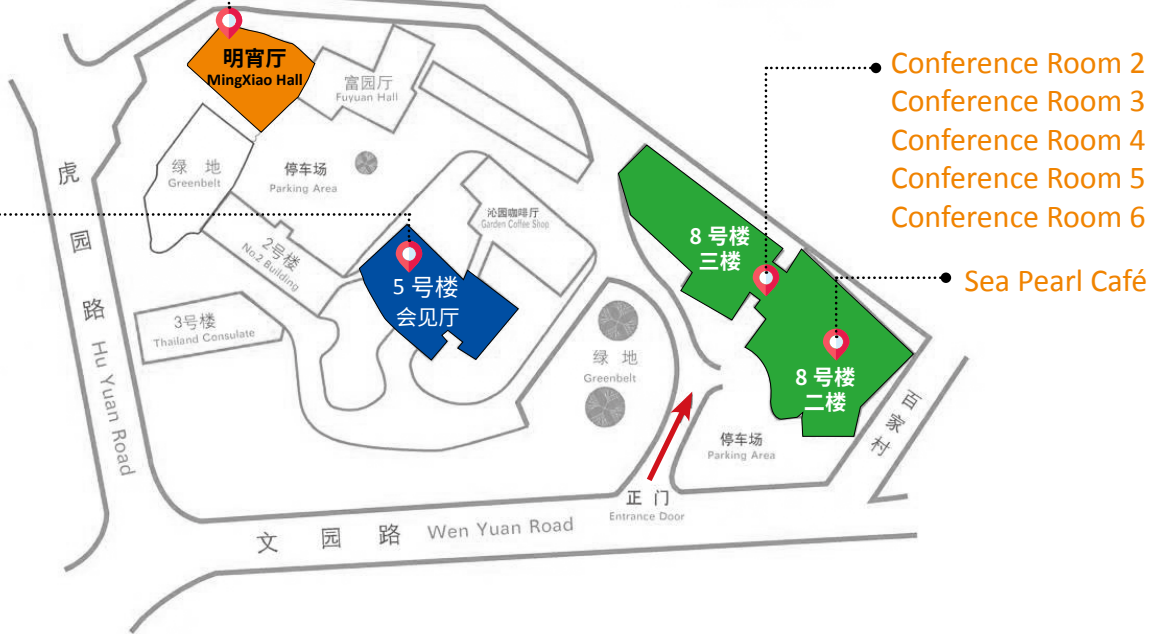 明宵厅
MingXiao Hall
富园厅
Fuyuan Hall
Conference Room 2
Conference Room 3
Conference Room 4
Conference Room 5
Conference Room 6
绿 地
Greenbelt
停车场
Parking Area
虎园路
Hu Yuan Road
沁园咖啡厅
Garden Coffee Shop
2号楼
No.2 Building
8 号楼
三楼
Sea Pearl Café
5 号楼
会见厅
3号楼
Thailand Consulate
绿 地
Greenbelt
8 号楼
二楼
百家村
停车场
Parking Area
正 门
Entrance Door
文 园 路 Wen Yuan Road